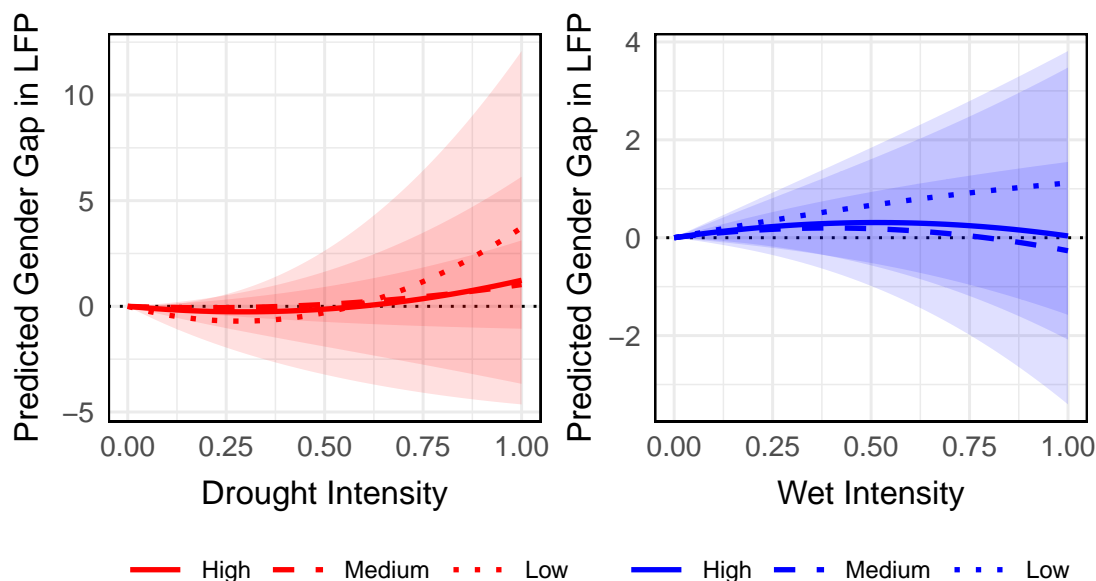 Predicted Gender Gap in LFP
10
5
0
−5
0.00 0.25 0.50 0.75 1.00
Drought Intensity
High Medium Low
Predicted Gender Gap in LFP
4
2
0
−2
0.00 0.25 0.50 0.75 1.00
Wet Intensity
High Medium Low